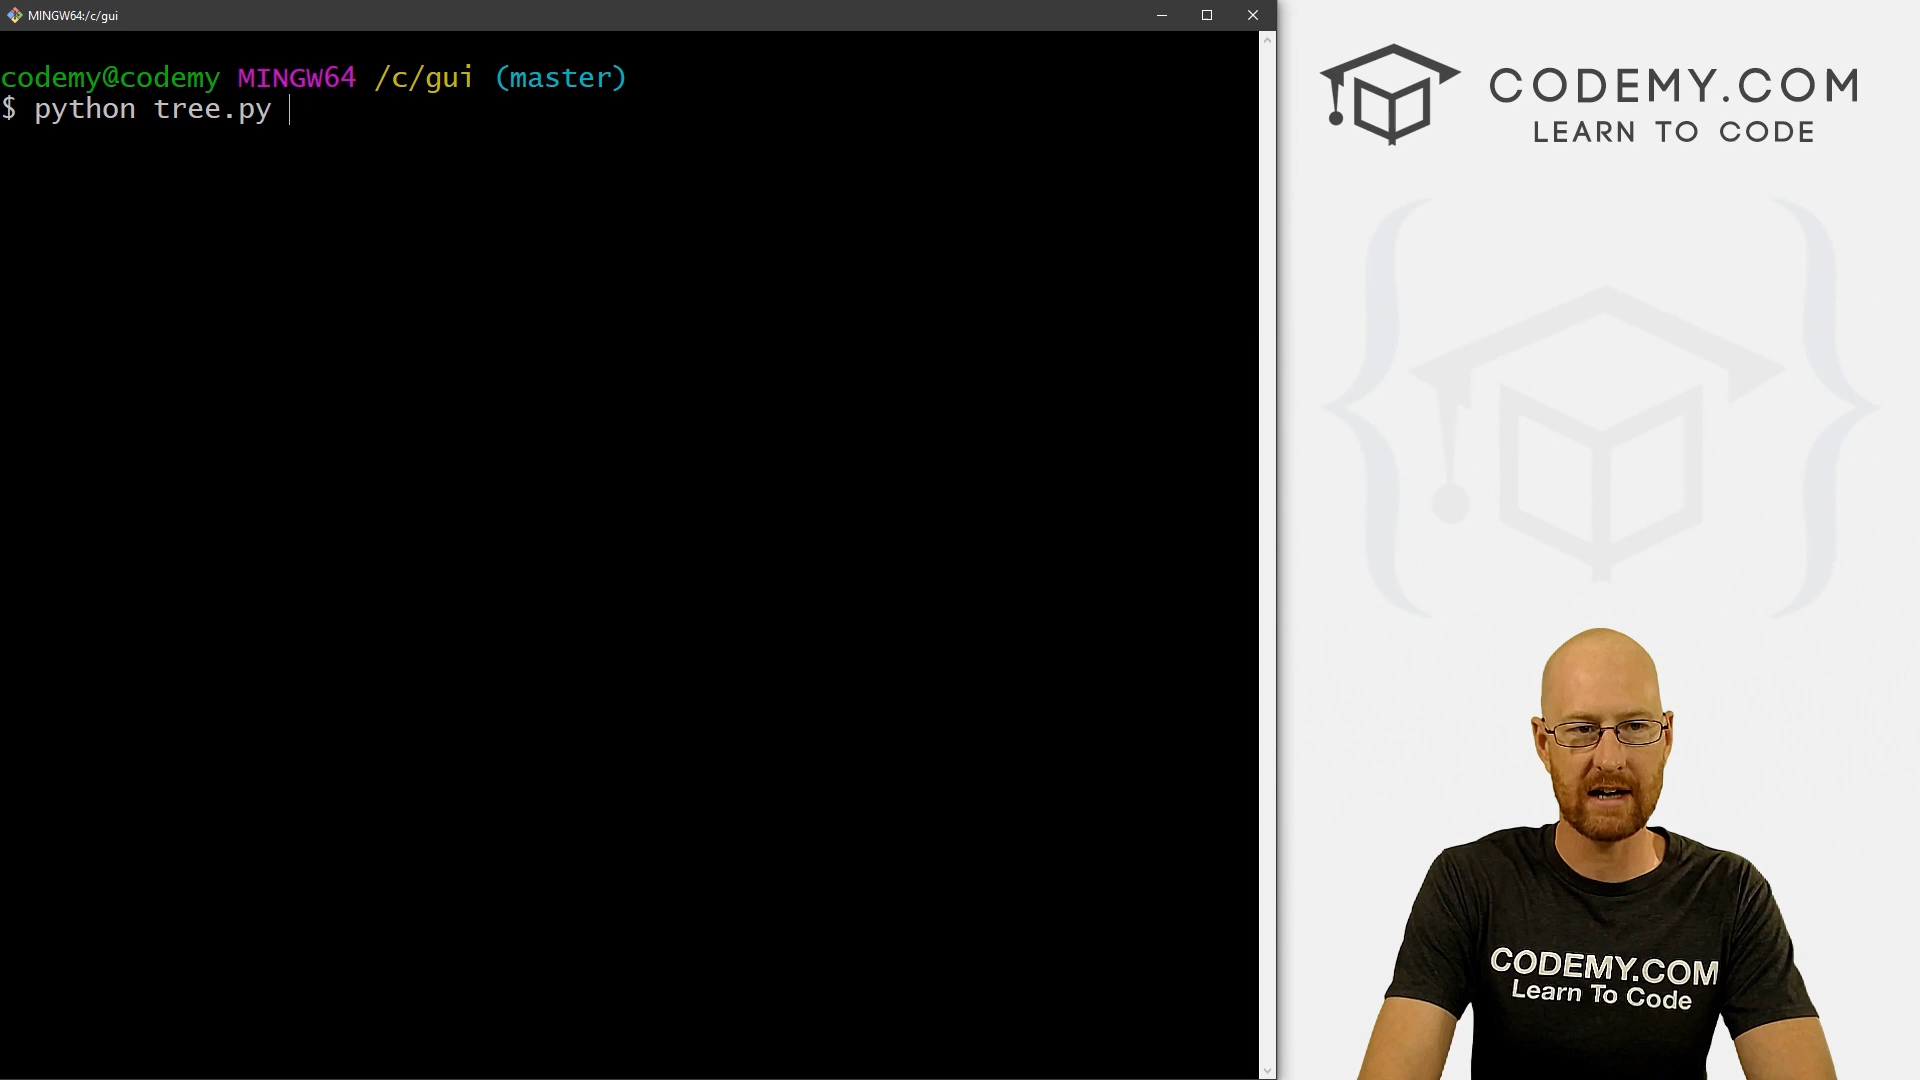 MINGW64:/c/gui
codemy@codemy MINGW64 /c/gui (master)
$ python tree.py
CODEMY.COM
LEARN TO CODE
CODEMY.COM
Learn To Code